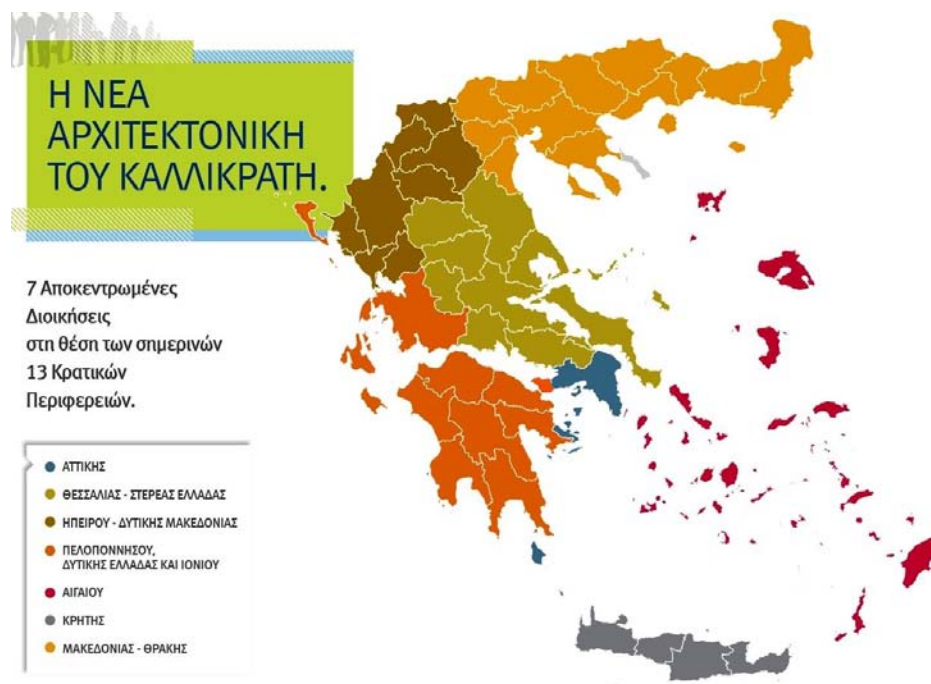 Η ΝΕΑ
ΑΡΧΙΤΕΚΤΟΝΙΚΗ
ΤΟΥ ΚΑΛΛΙΚΡΑΤΗ.
7 Αποκεντρωμένες
Διοικήσεις
στη θέση των σημερινών
13 Κρατικών
Περιφερειών.
ΑΤΤΙΚΗΣ
ΘΕΣΣΑΛΙΑΣ - ΣΤΕΡΕΑΣ ΕΛΛΑΔΑΣ
ΗΠΕΙΡΟΥ - ΔΥΤΙΚΗΣ ΜΑΚΕΔΟΝΙΑΣ
ΠΕΛΟΠΟΝΝΗΣΟΥ,
ΔΥΤΙΚΗΣ ΕΛΛΑΔΑΣ ΚΑΙ ΙΟΝΙΟΥ
ΑΙΓΑΙΟΥ
ΚΡΗΤΗΣ
ΜΑΚΕΔΟΝΙΑΣ - ΘΡΑΚΗΣ